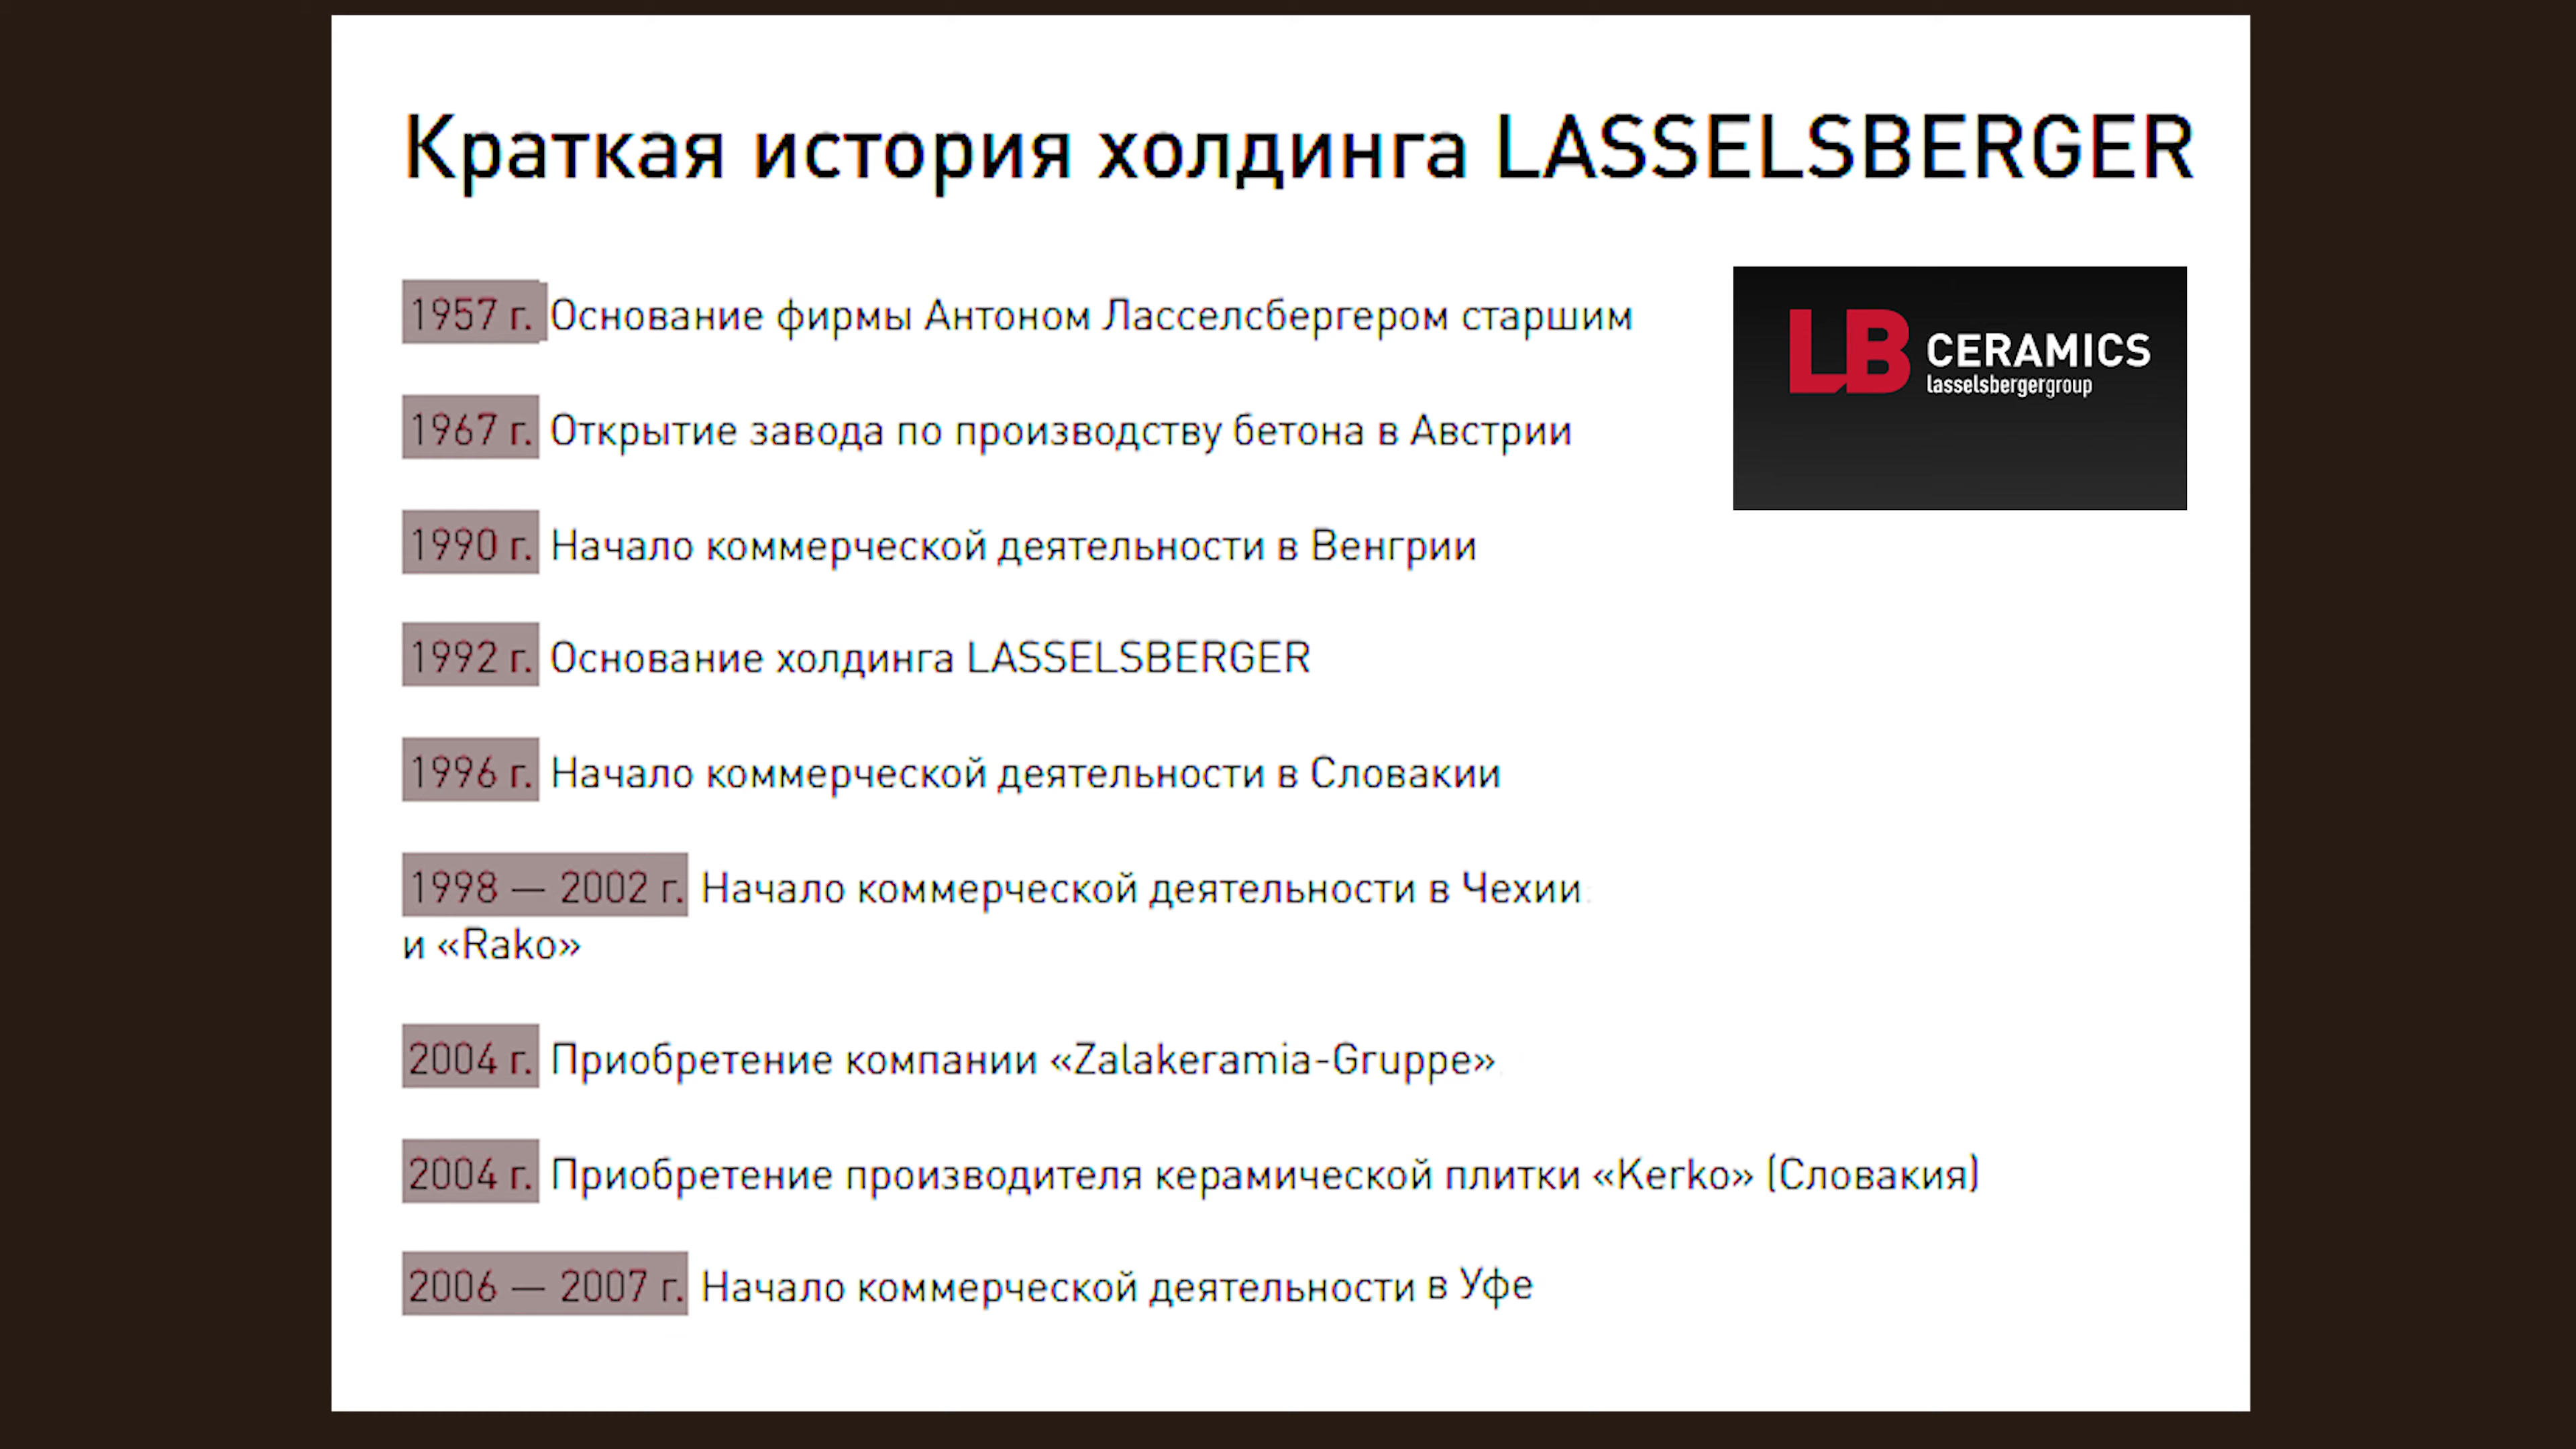 Краткая история холдинга LASSELSBERGER
1957 г. Основание фирмы Антоном Ласселсбергером старшим
LB CERAMICS
lasselsbergergroup
1967 г. Открытие завода по производству бетона в Австрии
1990 г. Начало коммерческой деятельности в Венгрии
1992 г. Основание холдинга LASSELSBERGER
1996 г. Начало коммерческой деятельности в Словакии
1998 — 2002 г. Начало коммерческой деятельности в Чехии
и «Rako»
2004 г. Приобретение компании «Zalakeramia-Gruppe»
2004 г. Приобретение производителя керамической плитки «Kerko» (Словакия)
2006 — 2007 г. Начало коммерческой деятельности в Уфе